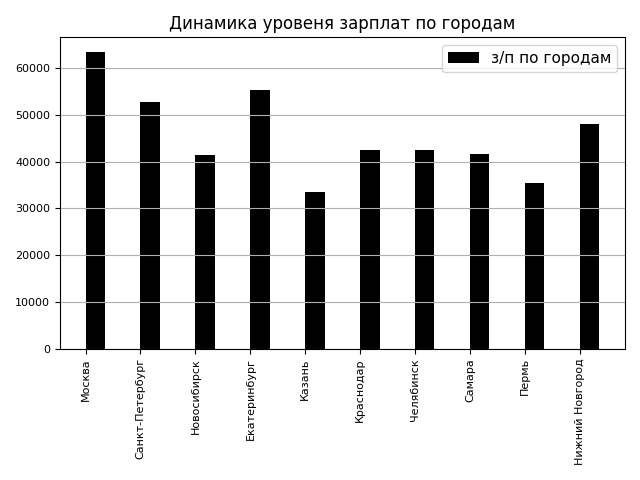 Динамика уровеня зарплат по городам
з/п по городам
60000
50000
40000
30000
20000
10000
0
Москва
Санкт-Петербург
Новосибирск
Екатеринбург
Казань
Краснодар
Челябинск
Самара
Пермь
Нижний Новгород